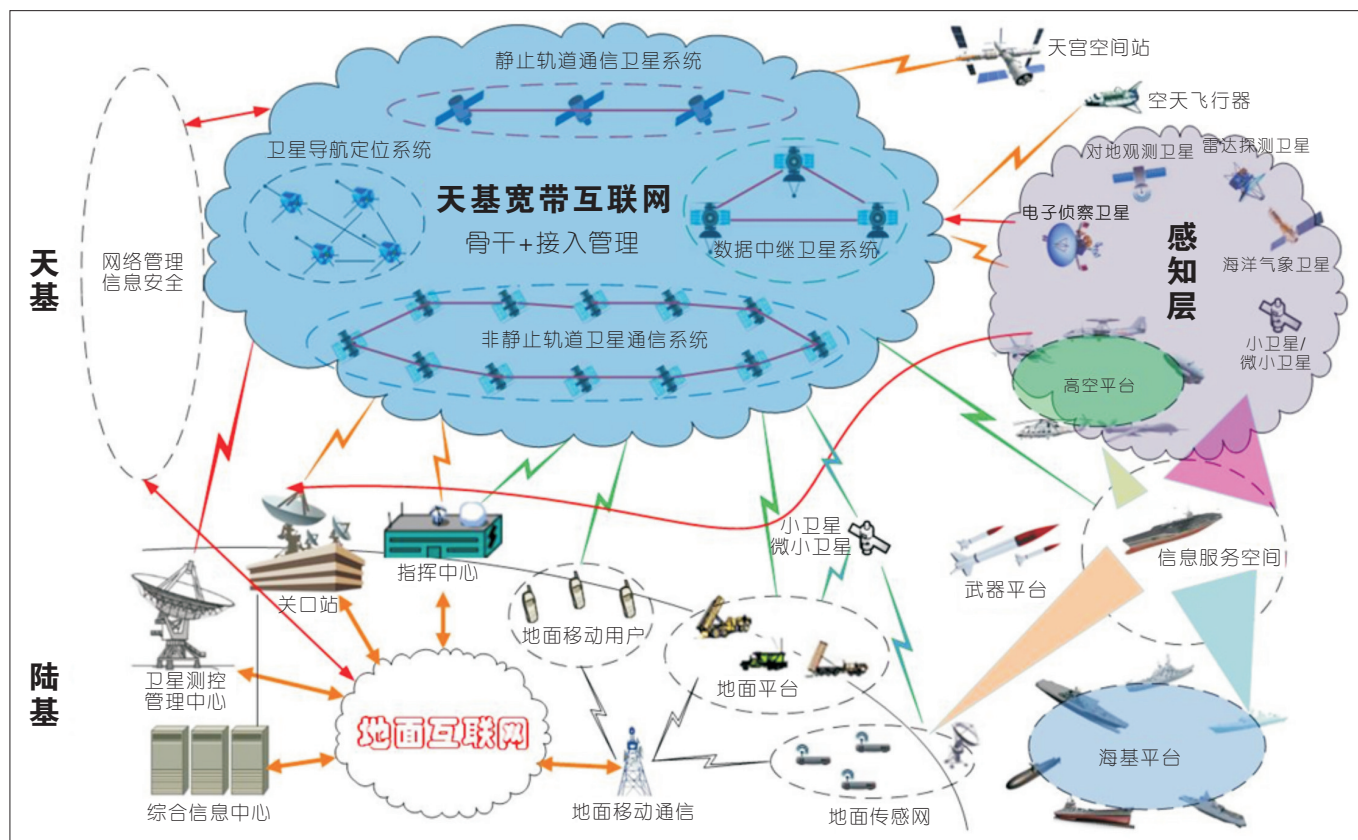 静止轨道通信卫星系统
天宫空间站
空天飞行器
卫星导航定位系统
对地观测卫星
雷达探测卫星
天基宽带互联网
骨干+接入管理
数据中继卫星系统
电子侦察卫星
感知层
海洋气象卫星
天基
网络管理
信息安全
非静止轨道卫星通信系统
小卫星/
微小卫星
高空平台
小卫星
微小卫星
武器平台
信息服务空间
指挥中心
关口站
地面移动用户
陆基
卫星测控
管理中心
地面平台
地面互联网
海基平台
综合信息中心
地面移动通信
地面传感网